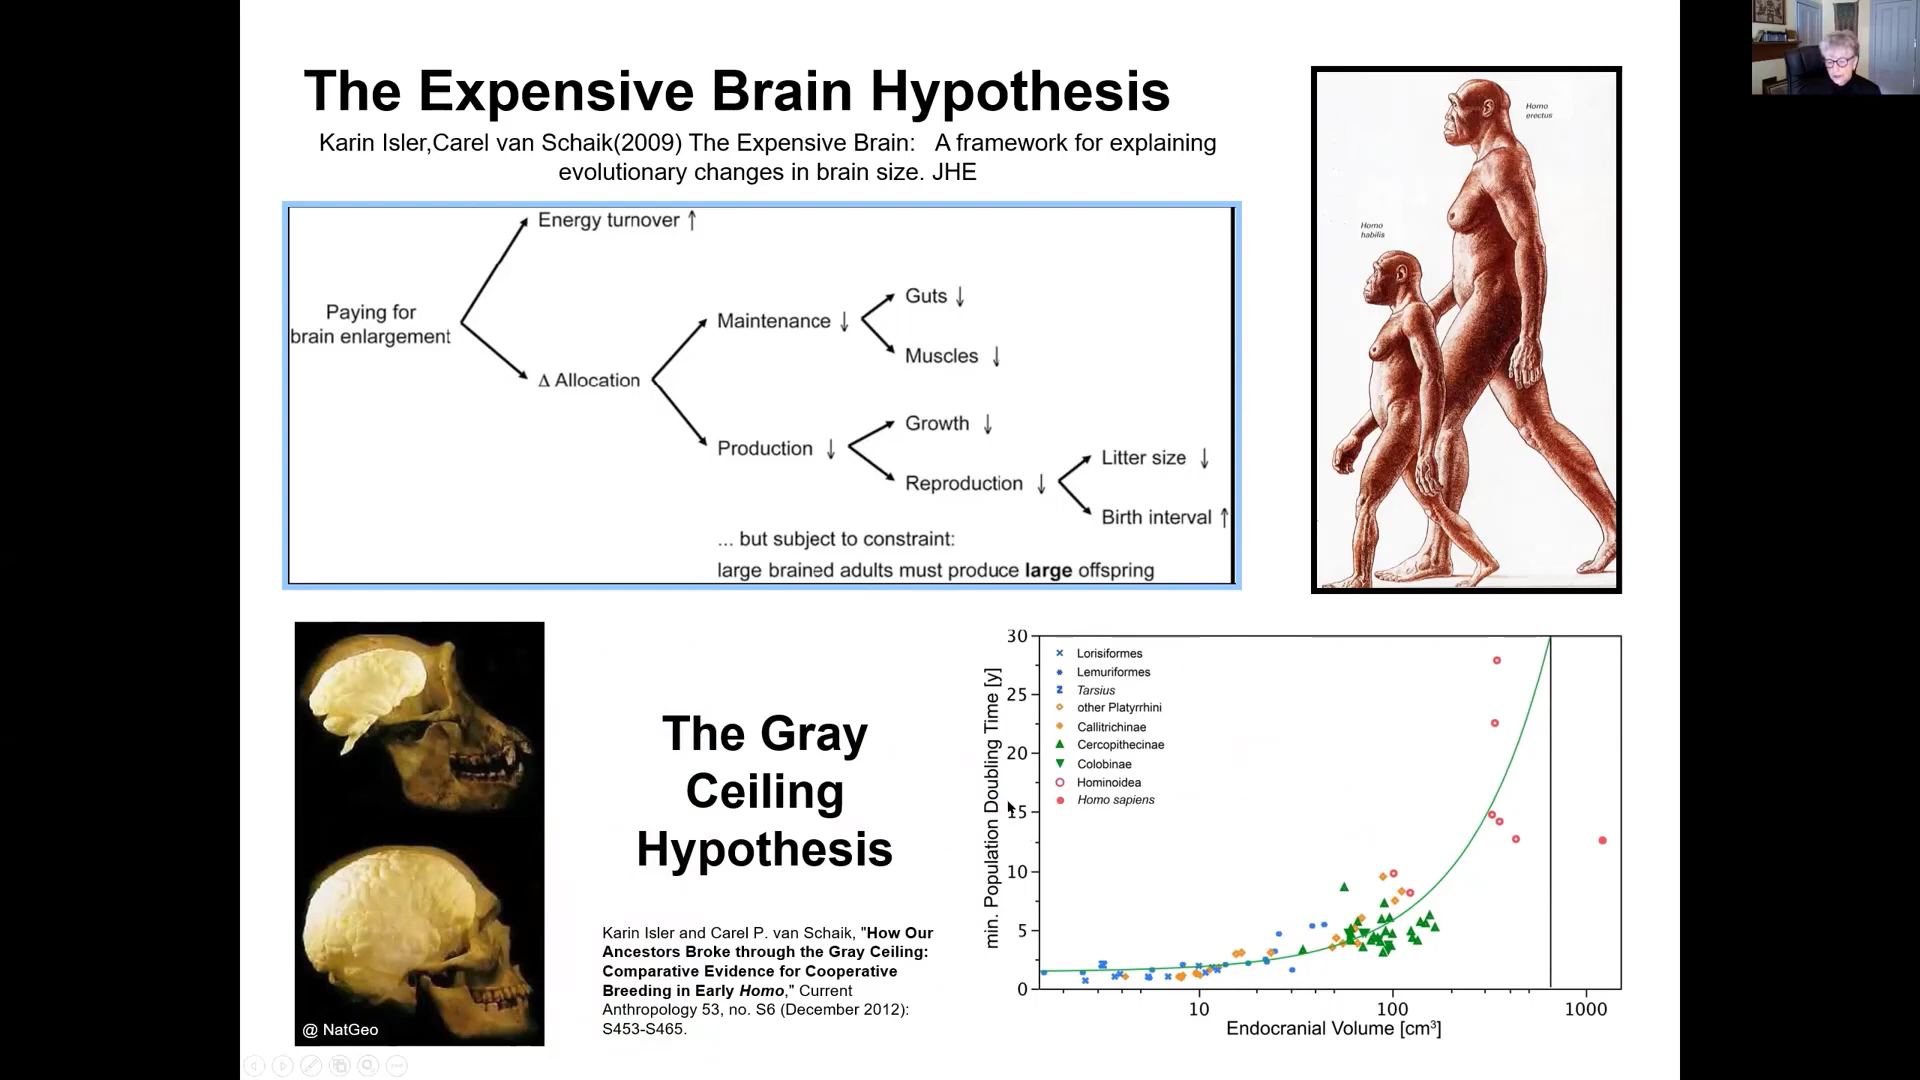 The Expensive Brain Hypothesis
Karin Isler,Carel van Schaik(2009) The Expensive Brain: A framework for explaining
evolutionary changes in brain size. JHE
Energy turnover ↑
Paying for
brain enlargement
Δ Allocation
Maintenance ↓
Guts ↓
Muscles ↓
Production ↓
Growth ↓
Reproduction ↓
Litter size ↓
Birth interval ↑
... but subject to constraint:
large brained adults must produce large offspring
Homo
erectus
Homo
habilis
@ NatGeo
The Gray
Ceiling
Hypothesis
Karin Isler and Carel P. van Schaik, "How Our
Ancestors Broke through the Gray Ceiling:
Comparative Evidence for Cooperative
Breeding in Early Homo," Current
Anthropology 53, no. S6 (December 2012):
S453-S465.
min. Population Doubling Time [y]
30
25
20
15
10
5
0
Lorisiformes
Lemuriformes
Tarsius
other Platyrrhini
Callitrichinae
Cercopithecinae
Colobinae
Hominoidea
Homo sapiens
10
100
1000
Endocranial Volume [cm³]